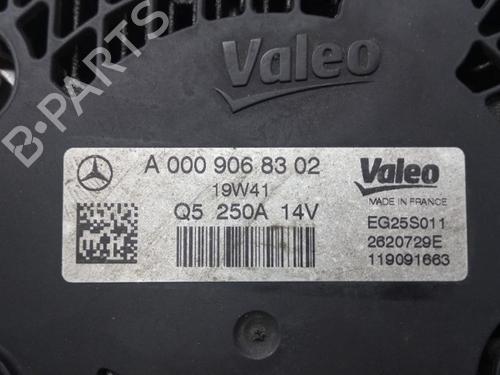 Valeo
B-PARTS
A 000 906 83 02
19W41
Q5 250A 14V
Valeo
MADE IN FRANCE
EG25S011
2620729E
119091663